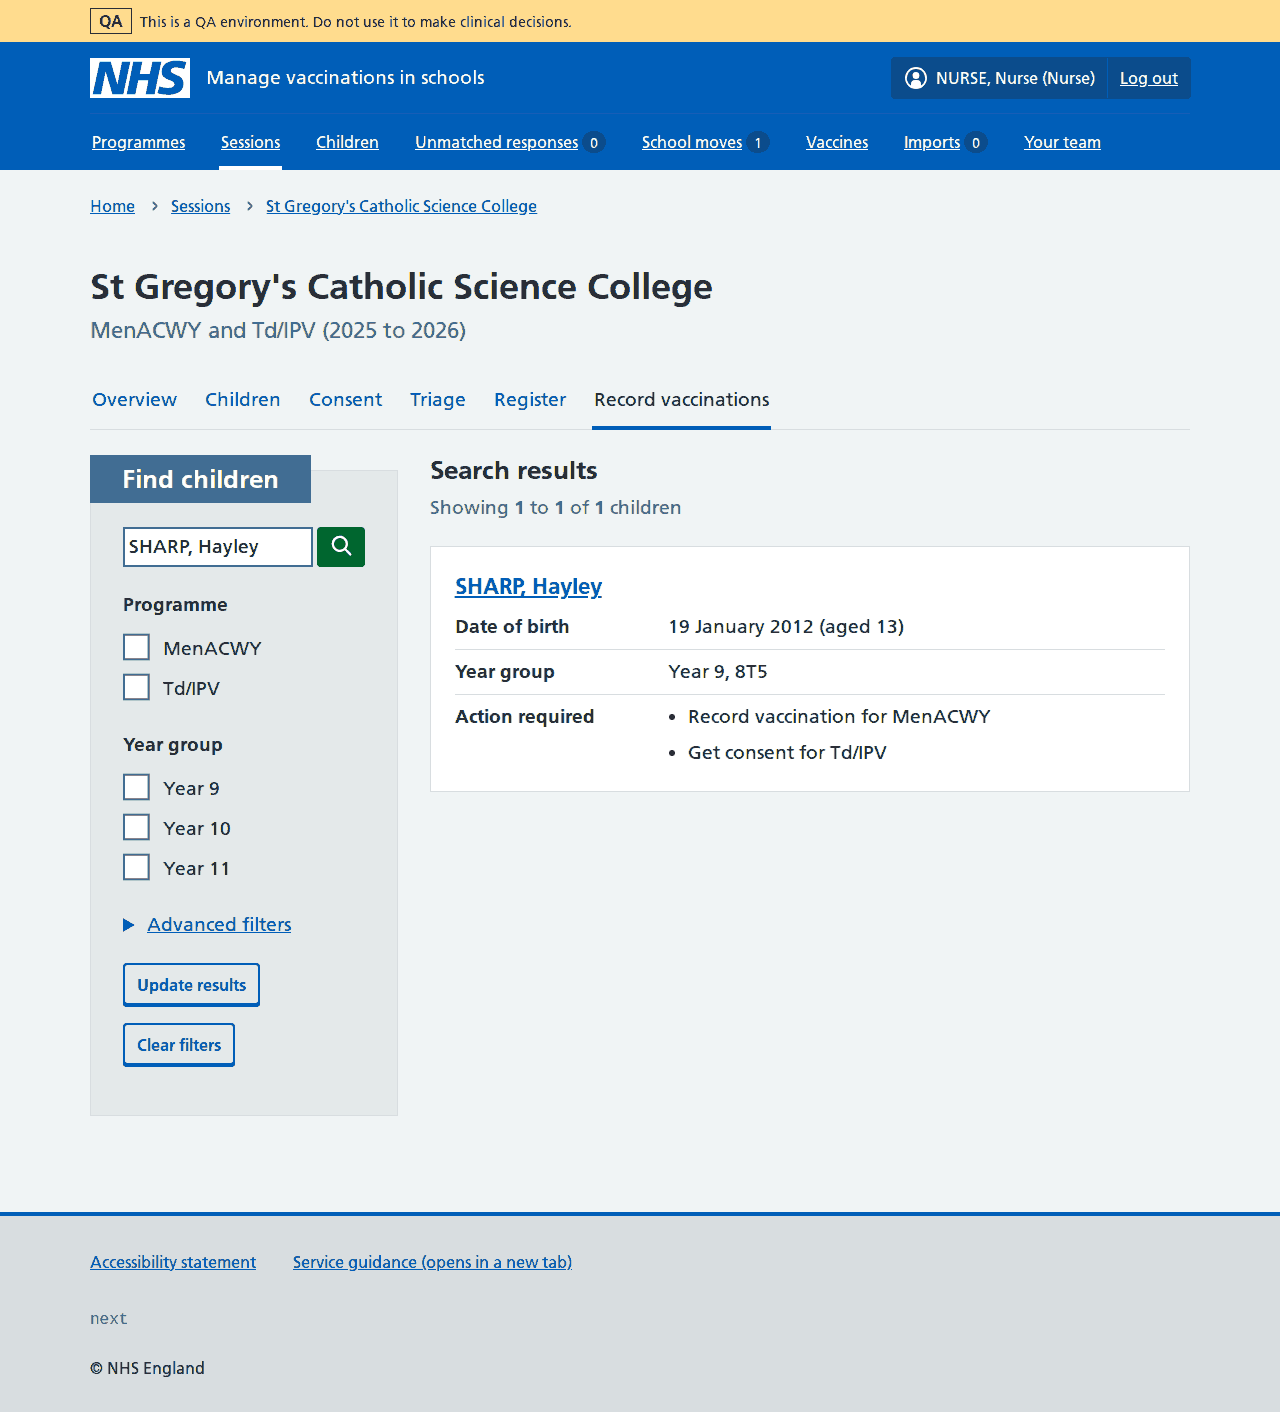 QA This is a QA environment. Do not use it to make clinical decisions.
NHS Manage vaccinations in schools NURSE, Nurse (Nurse) Log out
Programmes Sessions Children Unmatched responses 0 School moves 1 Vaccines Imports 0 Your team
Home Sessions St Gregory's Catholic Science College
St Gregory's Catholic Science College
MenACWY and Td/IPV (2025 to 2026)
Overview Children Consent Triage Register Record vaccinations
Find children
SHARP, Hayley
Programme
MenACWY
Td/IPV
Year group
Year 9
Year 10
Year 11
Advanced filters
Update results
Clear filters
Search results
Showing 1 to 1 of 1 children
SHARP, Hayley
Date of birth 19 January 2012 (aged 13)
Year group Year 9, 8T5
Action required • Record vaccination for MenACWY
• Get consent for Td/IPV
Accessibility statement Service guidance (opens in a new tab)
next
© NHS England